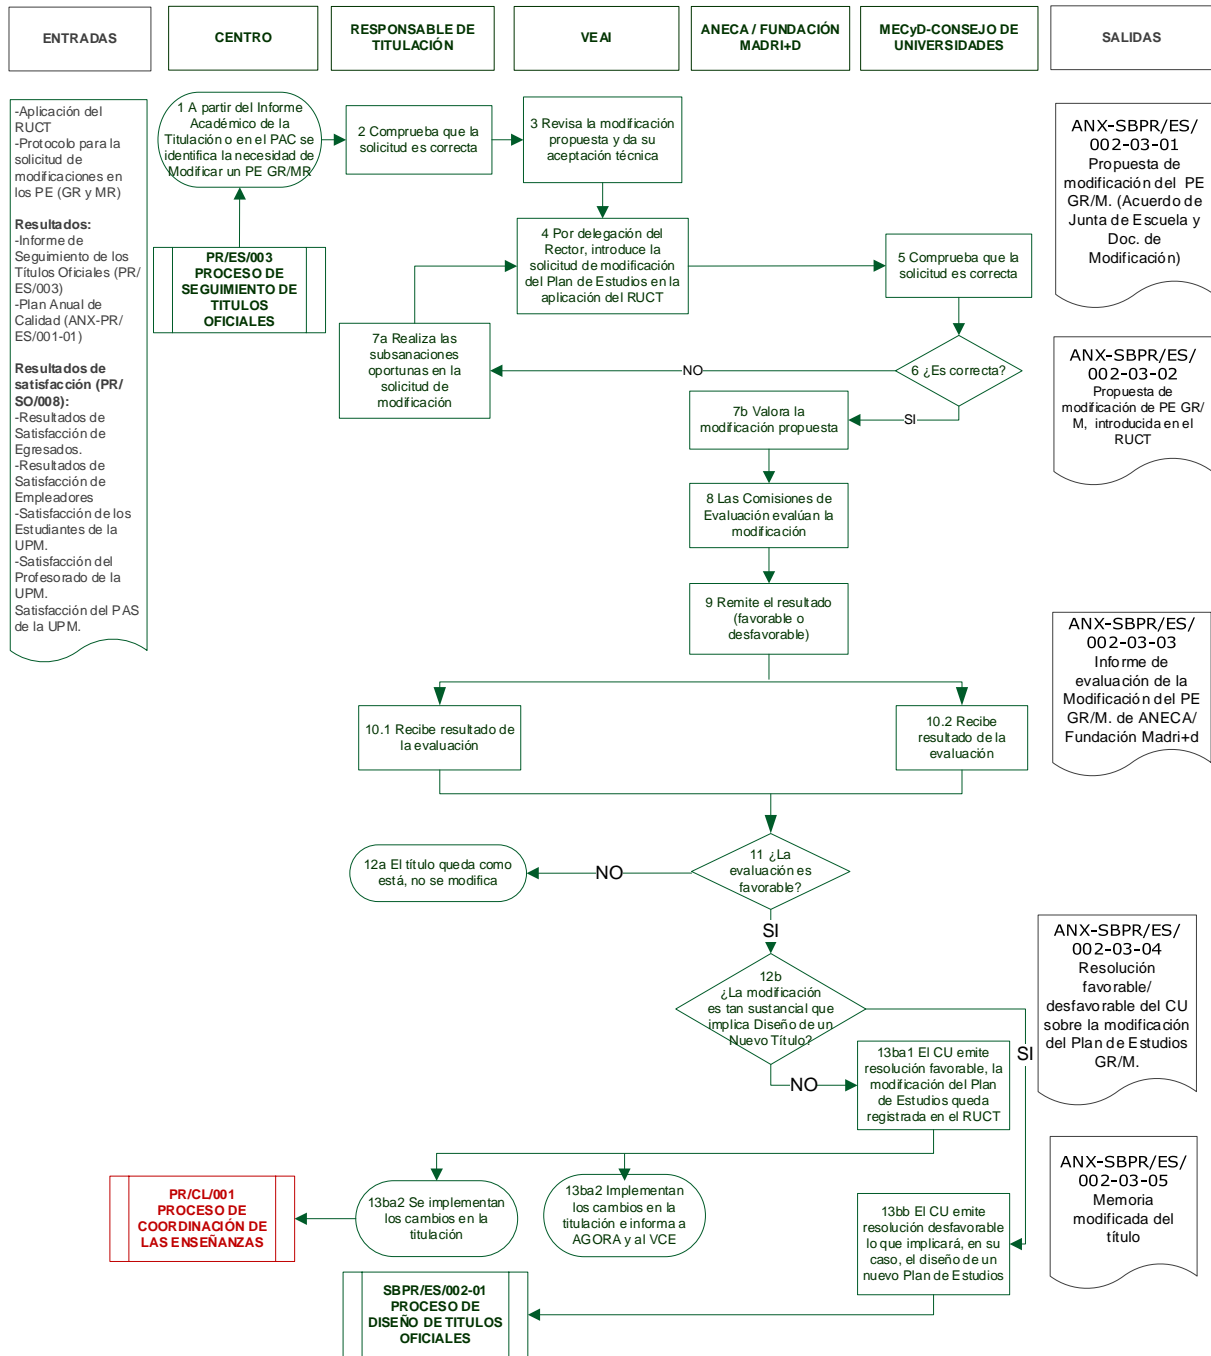 ENTRADAS
CENTRO
RESPONSABLE DE
TITULACIÓN
VEAI
ANECA / FUNDACIÓN
MADRI+D
MECyD-CONSEJO DE
UNIVERSIDADES
SALIDAS
-Aplicación del
RUCT
-Protocolo para la
solicitud de
modificaciones en
los PE (GR y MR)
Resultados:
-Informe de
Seguimiento de los
Títulos Oficiales (PR/
ES/003)
-Plan Anual de
Calidad (ANX-PR/
ES/001-01)
Resultados de
satisfacción (PR/
SO/008):
-Resultados de
Satisfacción de
Egresados.
-Resultados de
Satisfacción de
Empleadores
-Satisfacción de los
Estudiantes de la
UPM.
-Satisfacción del
Profesorado de la
UPM.
Satisfacción del PAS
de la UPM.
1 A partir del Informe
Académico de la
Titulación o en el PAC se
identifica la necesidad de
Modificar un PE GR/MR
2 Comprueba que la
solicitud es correcta
3 Revisa la modificación
propuesta y da su
aceptación técnica
PR/ES/003
PROCESO DE
SEGUIMIENTO DE
TITULOS
OFICIALES
4 Por delegación del
Rector, introduce la
solicitud de modificación
del Plan de Estudios en la
aplicación del RUCT
5 Comprueba que la
solicitud es correcta
6 ¿Es correcta?
NO
SI
7a Realiza las
subsanaciones
oportunas en la
solicitud de
modificación
7b Valora la
modificación propuesta
8 Las Comisiones de
Evaluación evalúan la
modificación
9 Remite el resultado
(favorable o
desfavorable)
10.1 Recibe resultado de
la evaluación
10.2 Recibe
resultado de la
evaluación
11 ¿La
evaluación es
favorable?
NO
12a El título queda como
está, no se modifica
SI
12b
¿La modificación
es tan sustancial que
implica Diseño de un
Nuevo Título?
NO
SI
13ba1 El CU emite
resolución favorable, la
modificación del Plan
de Estudios queda
registrada en el RUCT
13ba2 Se implementan
los cambios en la
titulación
13ba2 Implementan
los cambios en la
titulación e informa a
AGORA y al VCE
PR/CL/001
PROCESO DE
COORDINACIÓN DE
LAS ENSEÑANZAS
13bb El CU emite
resolución desfavorable
lo que implicará, en su
caso, el diseño de un
nuevo Plan de Estudios
SBPR/ES/002-01
PROCESO DE
DISEÑO DE TITULOS
OFICIALES
ANX-SBPR/ES/
002-03-01
Propuesta de
modificación del PE
GR/M. (Acuerdo de
Junta de Escuela y
Doc. de
Modificación)
ANX-SBPR/ES/
002-03-02
Propuesta de
modificación de PE GR/
M, introducida en el
RUCT
ANX-SBPR/ES/
002-03-03
Informe de
evaluación de la
Modificación del PE
GR/M. de ANECA/
Fundación Madri+d
ANX-SBPR/ES/
002-03-04
Resolución
favorable/
desfavorable del CU
sobre la modificación
del Plan de Estudios
GR/M.
ANX-SBPR/ES/
002-03-05
Memoria
modificada del
título